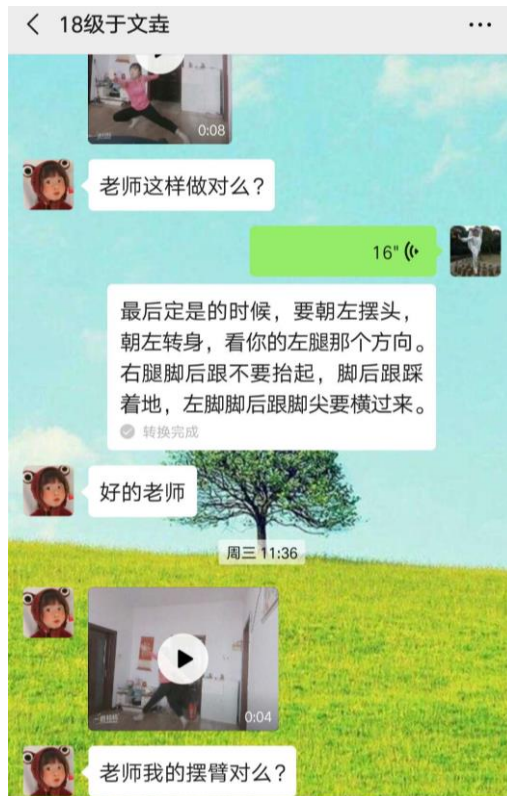 18级于文垚
0:08
老师这样做对么？
16"
最后定是的时候，要朝左摆头，
朝左转身，看你的左腿那个方向。
右腿脚后跟不要抬起，脚后跟踩
着地，左脚脚后跟脚尖要横过来。
转换完成
好的老师
周三 11:36
0:04
老师我的摆臂对么？